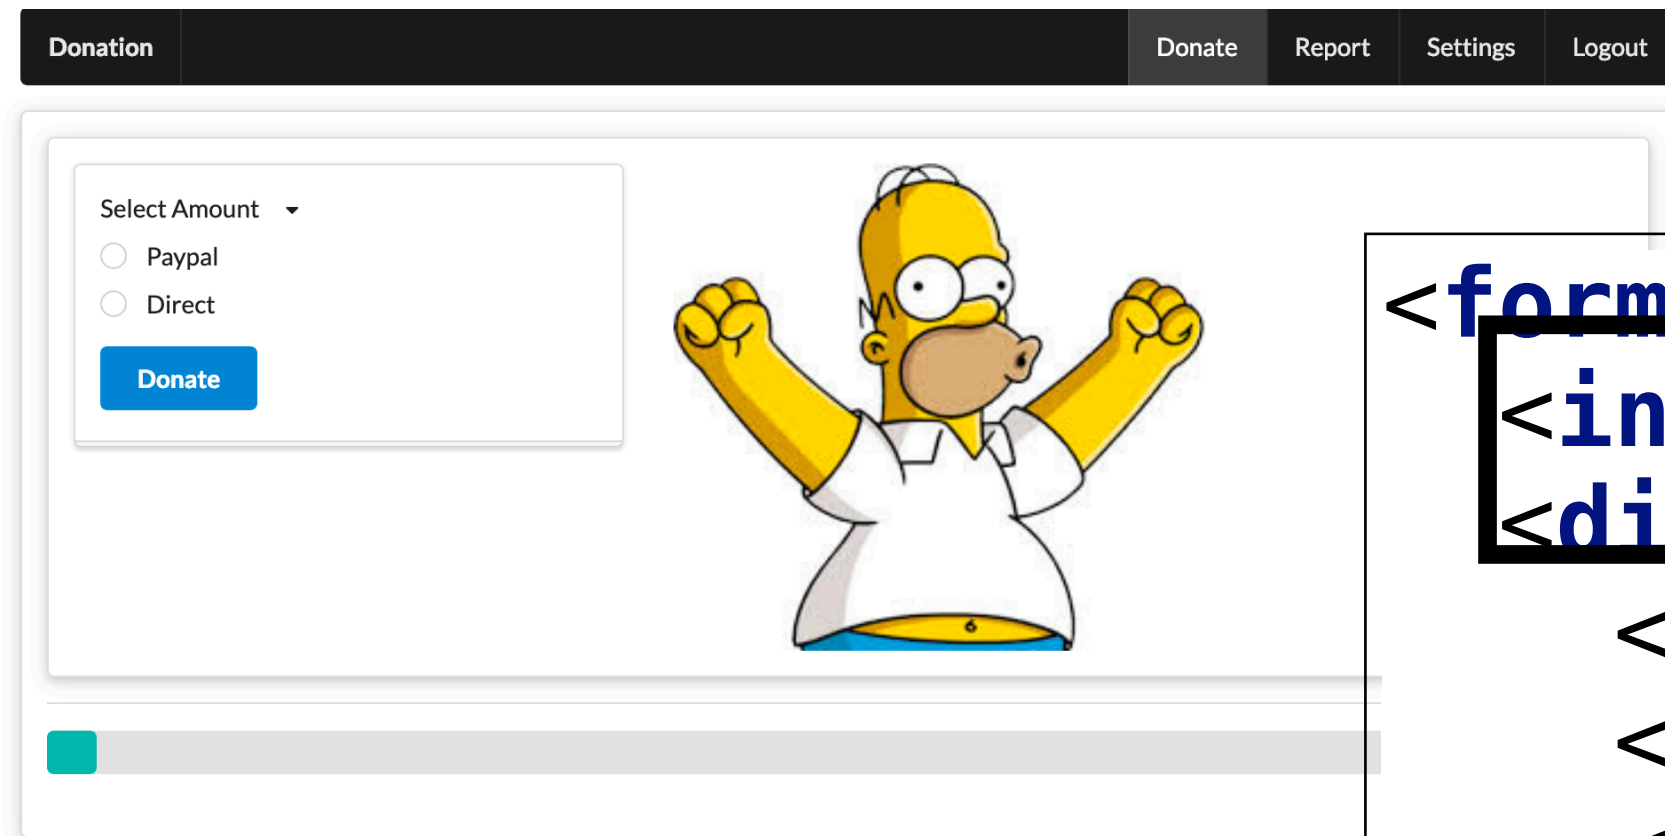 Donation Donate Report Settings Logout
Select Amount
Paypal
Direct
Donate
<form
<in
<di
<
<